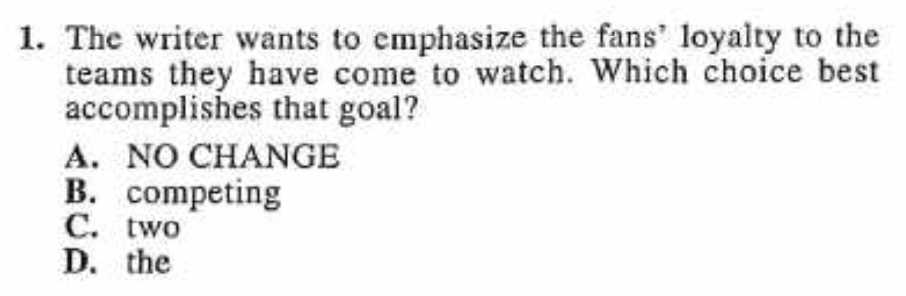 1. The writer wants to emphasize the fans' loyalty to the
teams they have come to watch. Which choice best
accomplishes that goal?
A. NO CHANGE
B. competing
C. two
D. the